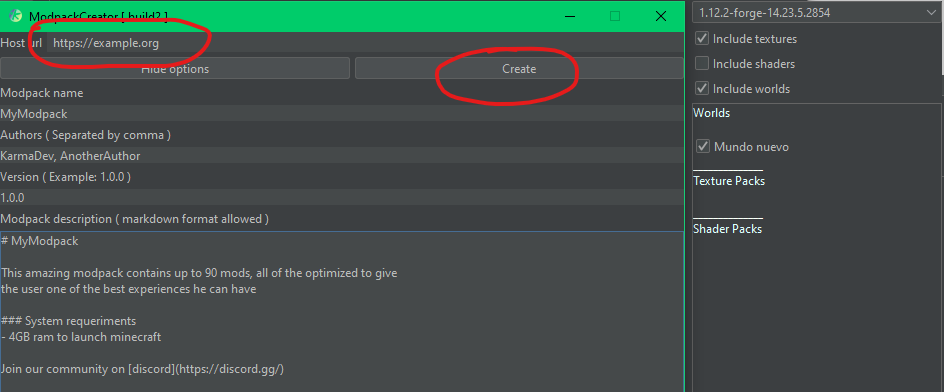 ModpackCreator [ build2 ]
Host url https://example.org
Hide options
Create
Modpack name
MyModpack
Authors ( Separated by comma )
KarmaDev, AnotherAuthor
Version ( Example: 1.0.0 )
1.0.0
Modpack description ( markdown format allowed )
# MyModpack
This amazing modpack contains up to 90 mods, all of the optimized to give
the user one of the best experiences he can have
### System requeriments
- 4GB ram to launch minecraft
Join our community on [discord](https://discord.gg/)
1.12.2-forge-14.23.5.2854
Include textures
Include shaders
Include worlds
Worlds
Mundo nuevo
Texture Packs
Shader Packs